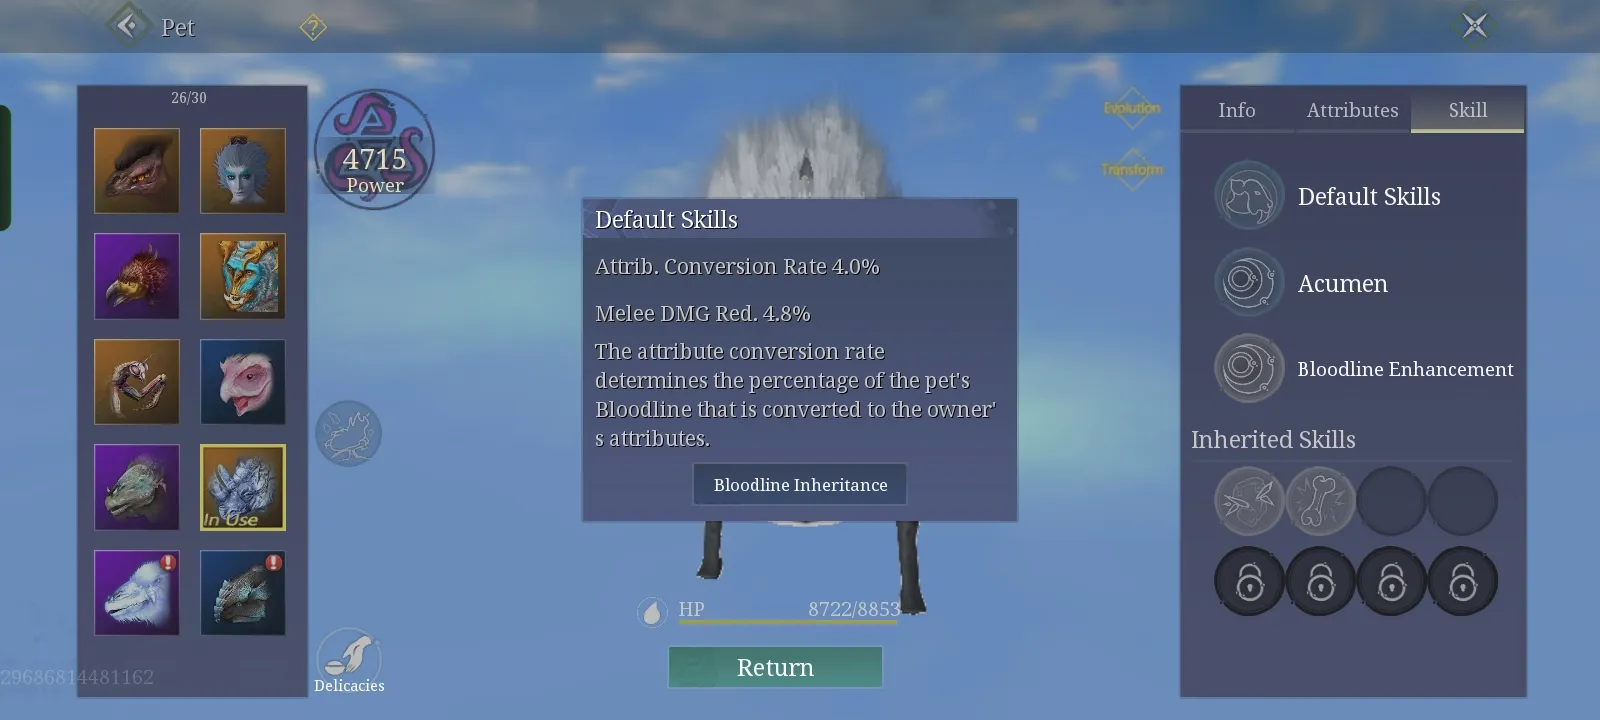 Pet
?
26/30
4715
Power
In Use
Delicacies
29686814481162
Evolution
Transform
Default Skills
Attrib. Conversion Rate 4.0%
Melee DMG Red. 4.8%
The attribute conversion rate
determines the percentage of the pet's
Bloodline that is converted to the owner'
s attributes.
Bloodline Inheritance
HP 8722/8853
Return
Info Attributes Skill
Default Skills
Acumen
Bloodline Enhancement
Inherited Skills